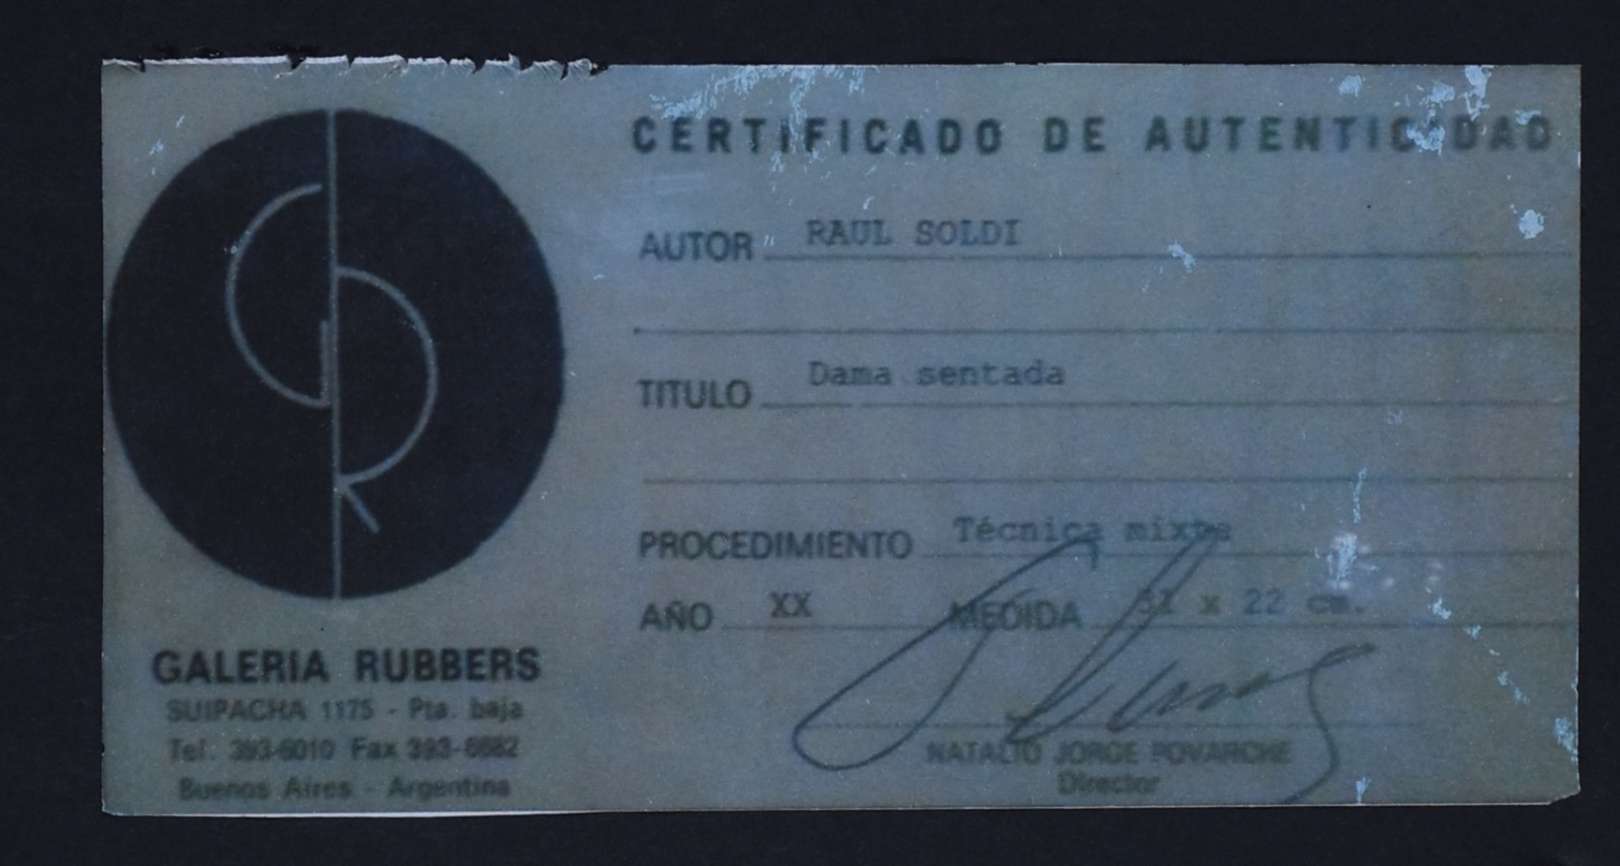 CERTIFICADO DE AUTENTICIDAD
AUTOR RAUL SOLDI
TITULO Dama sentada
PROCEDIMIENTO Técnica mixta
AÑO XX MEDIDA 31 x 22 cm.
NATALIO JORGE POVARCHE
Director
GALERIA RUBBERS
SUIPACHA 1175 - Pta. baja
Tel. 393-6010 Fax 393-6682
Buenos Aires - Argentina